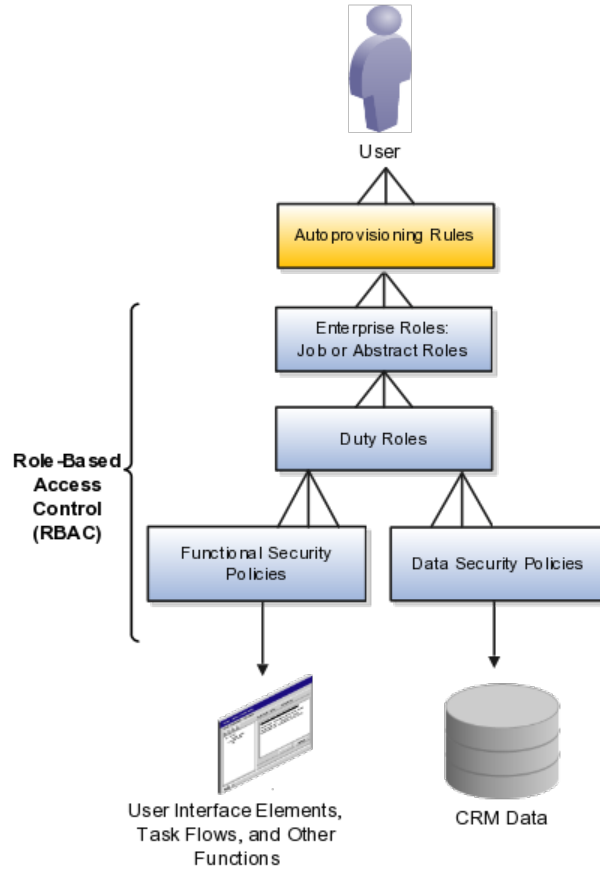 User
Autoprovisioning Rules
Enterprise Roles:
Job or Abstract Roles
Duty Roles
Role-Based
Access
Control
(RBAC)
Functional Security
Policies
Data Security Policies
User Interface Elements,
Task Flows, and Other
Functions
CRM Data